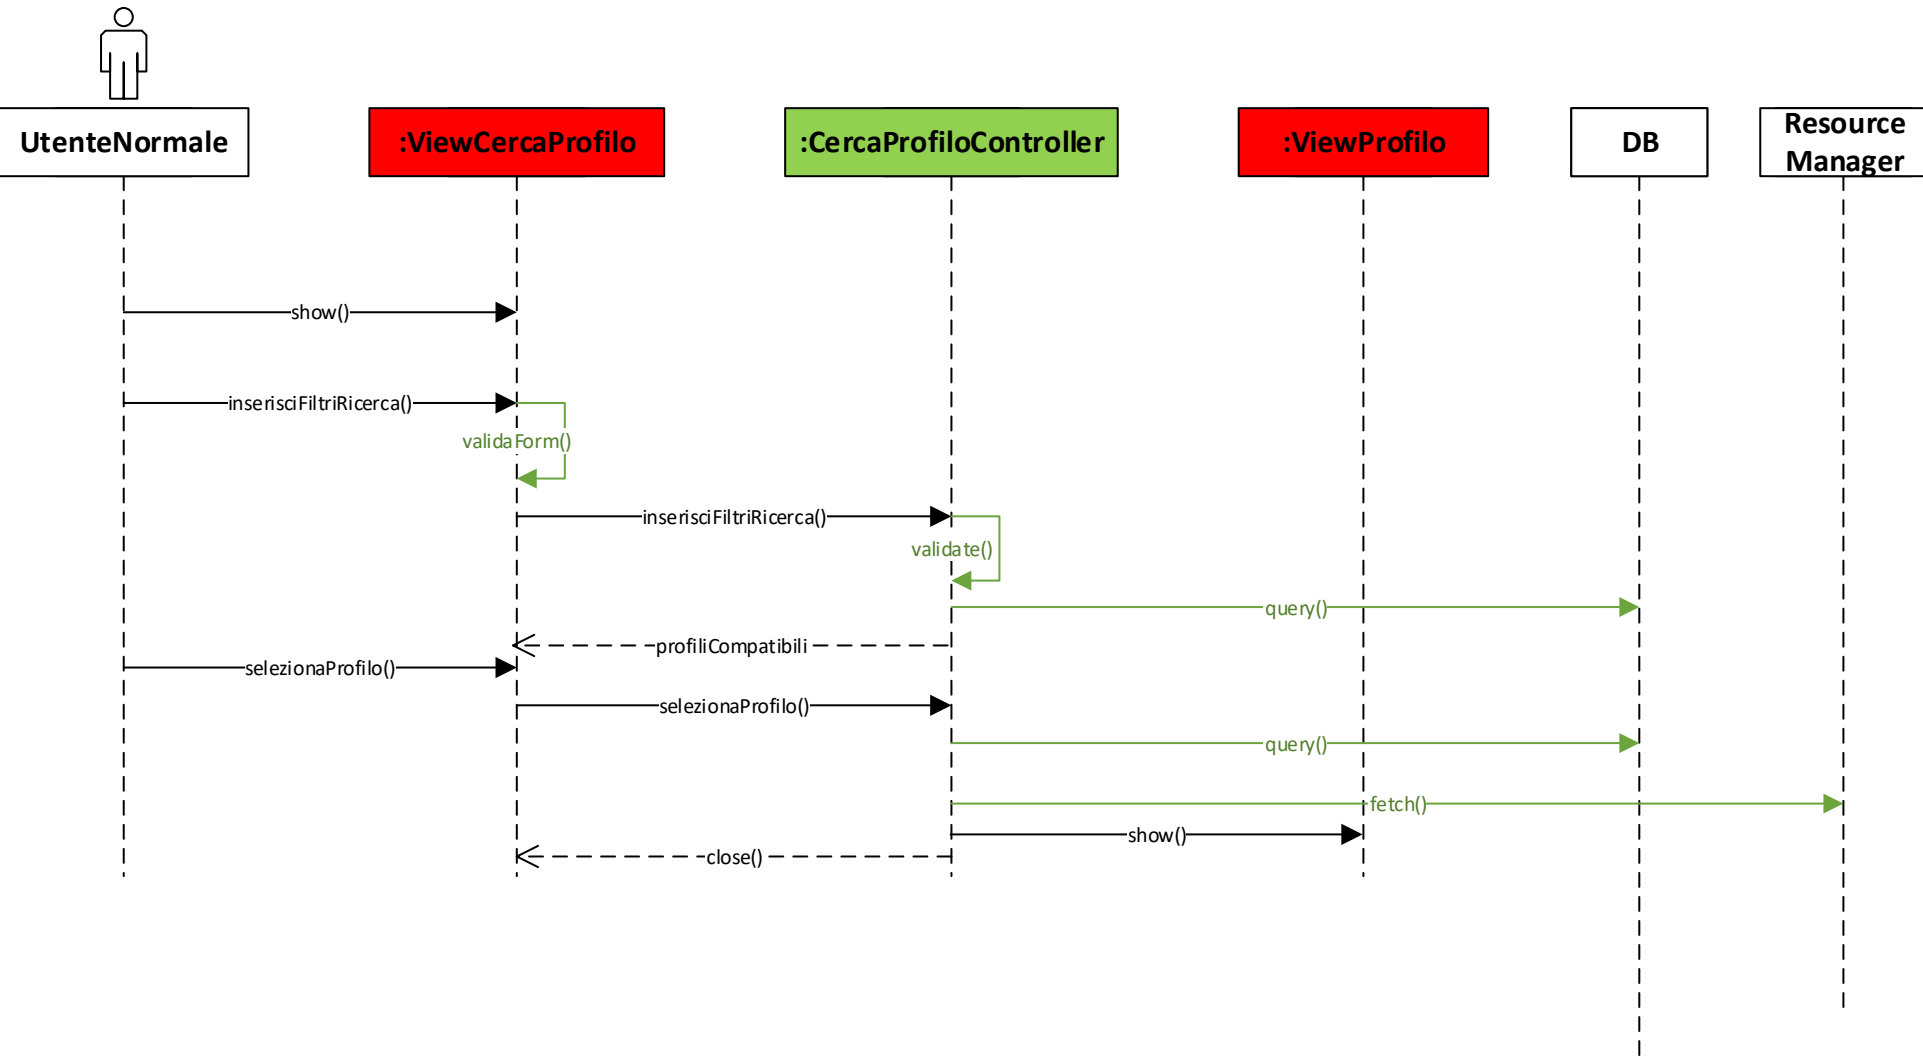 UtenteNormale
:ViewCercaProfilo
:CercaProfiloController
:ViewProfilo
DB
Resource
Manager
show()
inserisciFiltriRicerca()
validaForm()
inserisciFiltriRicerca()
validate()
query()
profiliCompatibili
selezionaProfilo()
selezionaProfilo()
query()
fetch()
show()
close()